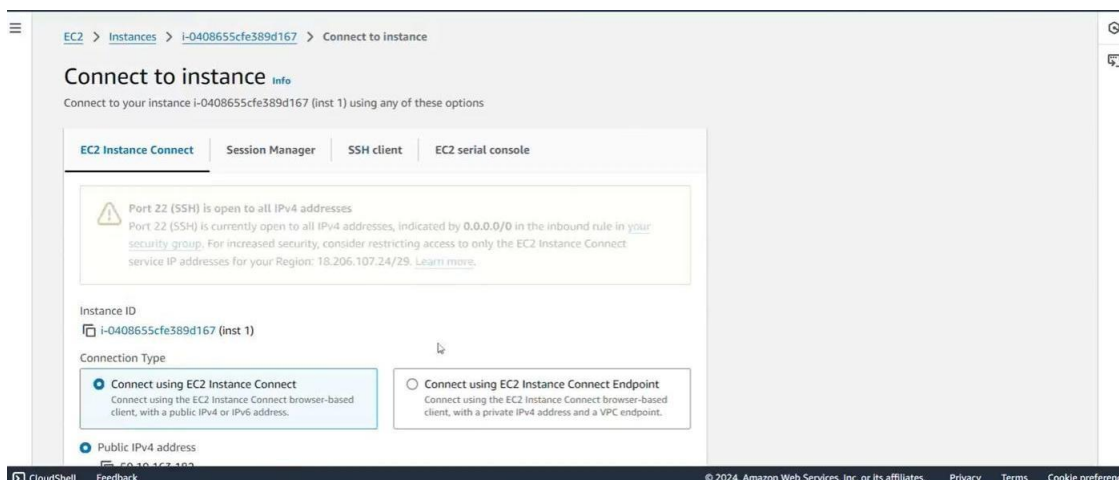 EC2 > Instances > i-0408655cfe389d167 > Connect to instance
Connect to instance Info
Connect to your instance i-0408655cfe389d167 (inst 1) using any of these options
EC2 Instance Connect Session Manager SSH client EC2 serial console
Port 22 (SSH) is open to all IPv4 addresses
Port 22 (SSH) is currently open to all IPv4 addresses, indicated by 0.0.0.0/0 in the inbound rule in your
security group. For increased security, consider restricting access to only the EC2 Instance Connect
service IP addresses for your Region: 18.206.107.24/29. Learn more.
Instance ID
i-0408655cfe389d167 (inst 1)
Connection Type
Connect using EC2 Instance Connect
Connect using the EC2 Instance Connect browser-based
client, with a public IPv4 or IPv6 address.
Connect using EC2 Instance Connect Endpoint
Connect using the EC2 Instance Connect browser-based
client, with a private IPv4 address and a VPC endpoint.
Public IPv4 address
CloudShell Feedback © 2024, Amazon Web Services, Inc. or its affiliates. Privacy Terms Cookie